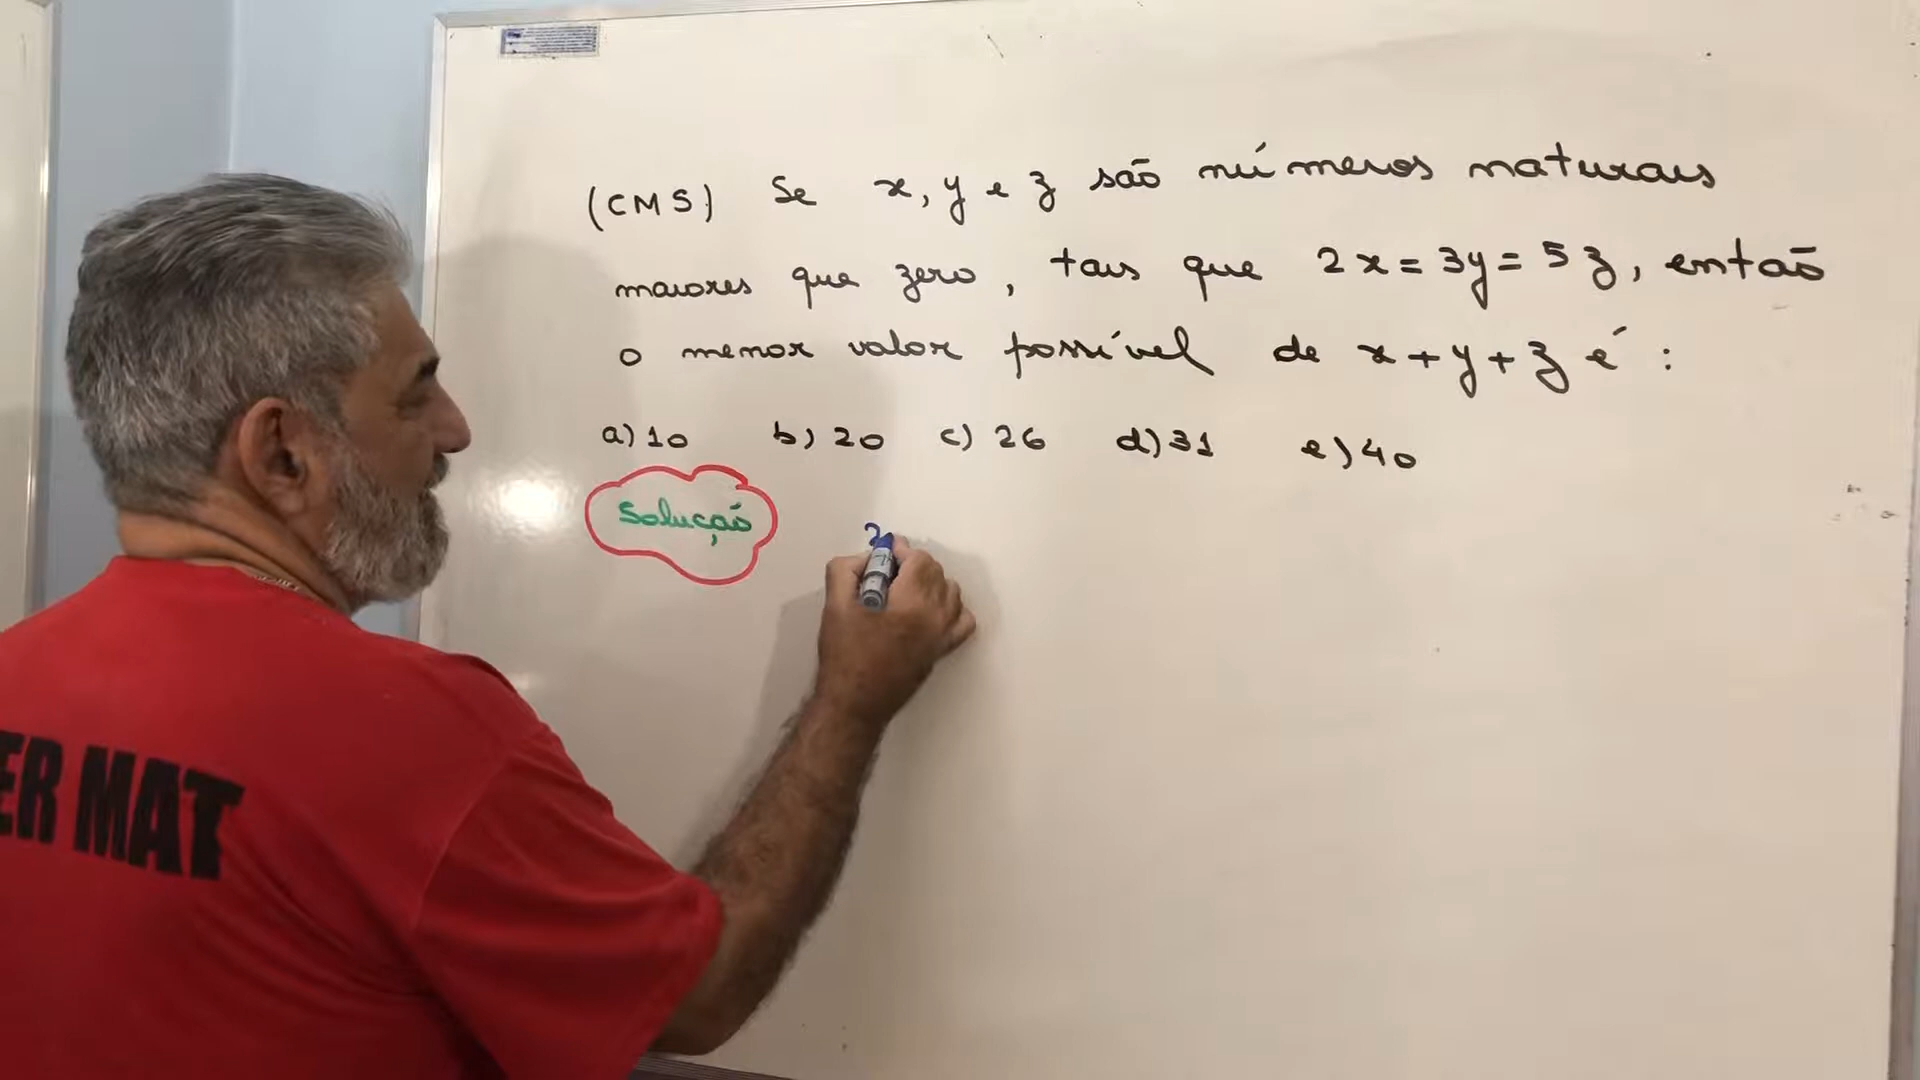 (CMS) Se x, y e z são números naturais
maiores que zero, tais que 2x = 3y = 5z, então
o menor valor possível de x + y + z é :
a) 10 b) 20 c) 26 d) 31 e) 40
Solução
2
ER MAT